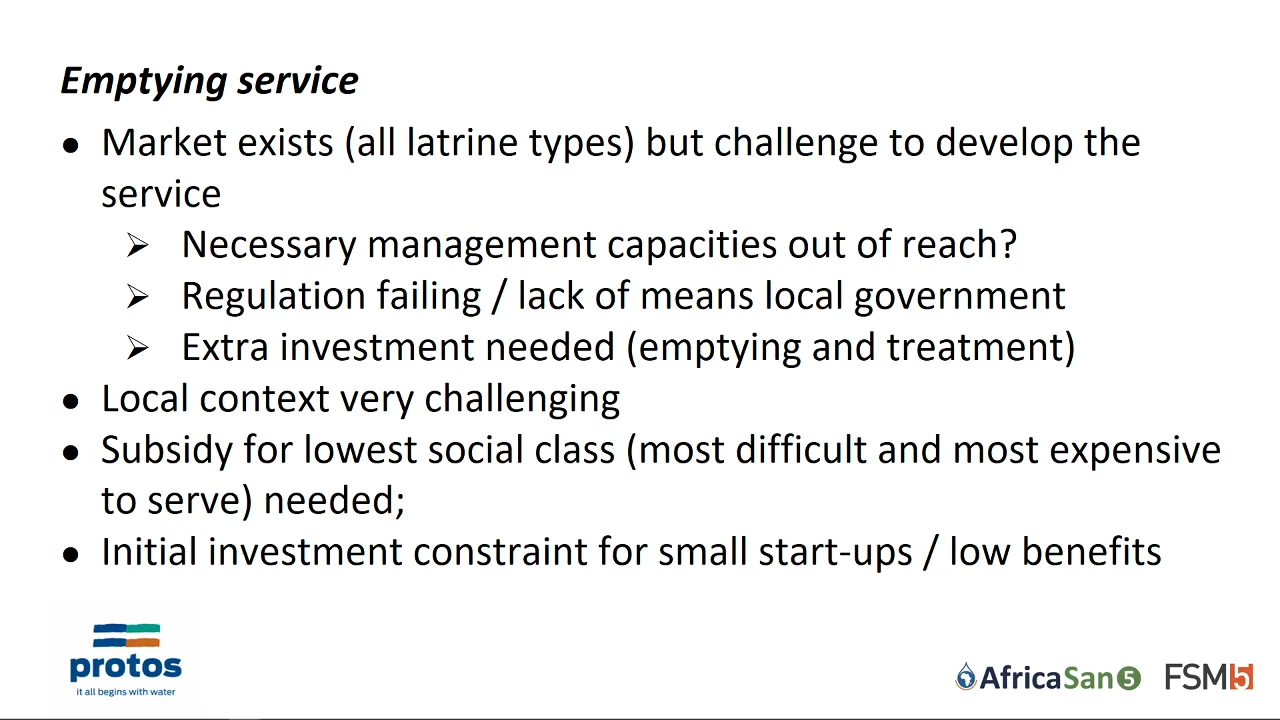 Emptying service
● Market exists (all latrine types) but challenge to develop the
service
➢ Necessary management capacities out of reach?
➢ Regulation failing / lack of means local government
➢ Extra investment needed (emptying and treatment)
● Local context very challenging
● Subsidy for lowest social class (most difficult and most expensive
to serve) needed;
● Initial investment constraint for small start-ups / low benefits
protos
it all begins with water
AfricaSan 5
FSM5